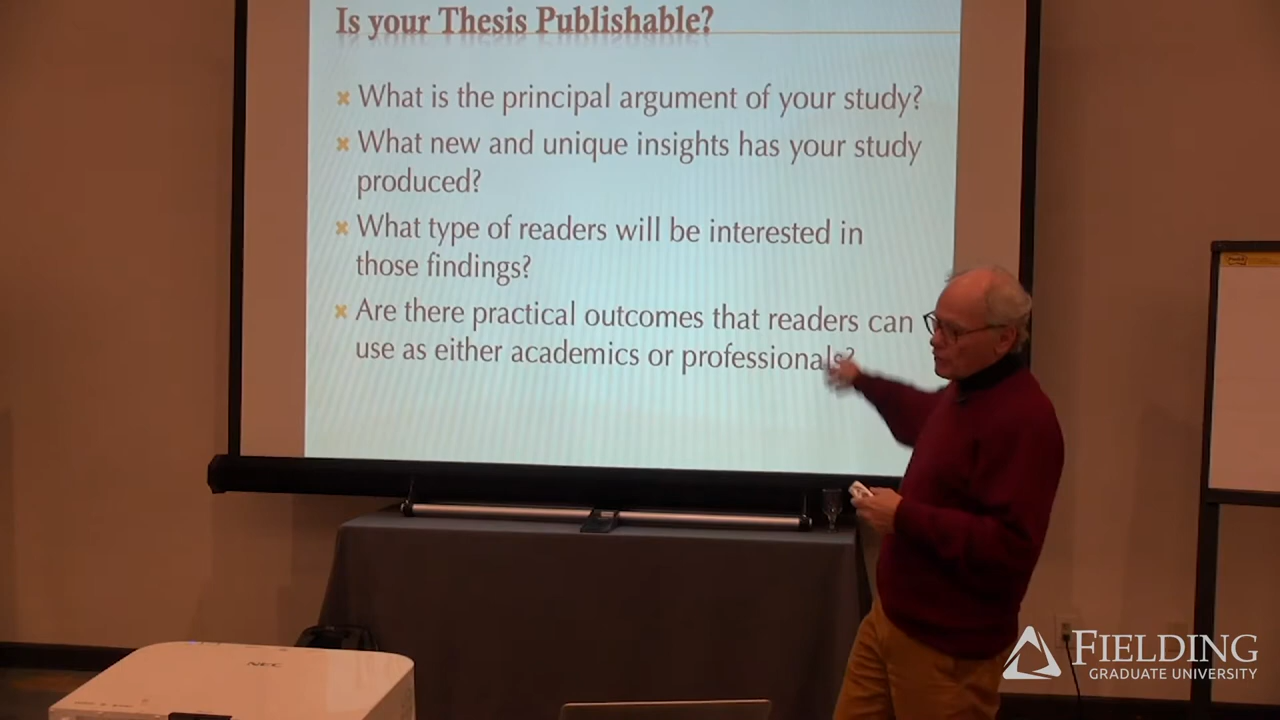 Is your Thesis Publishable?
What is the principal argument of your study?
What new and unique insights has your study
produced?
What type of readers will be interested in
those findings?
Are there practical outcomes that readers can
use as either academics or professionals?
NEC
FIELDING
GRADUATE UNIVERSITY